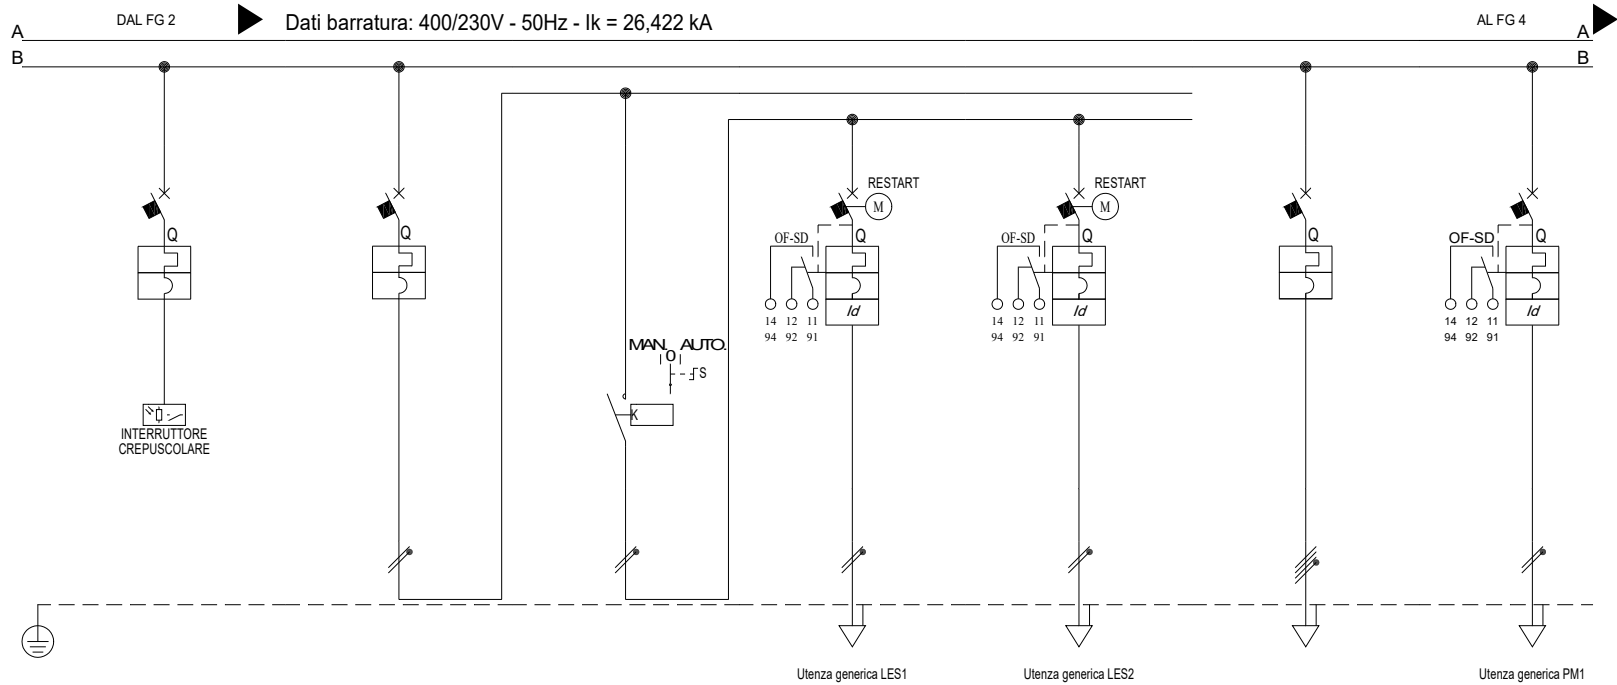 DAL FG 2
Dati barratura: 400/230V - 50Hz - Ik = 26,422 kA
AL FG 4
A
A
B
B
RESTART
RESTART
M
M
Q
Q
Q
Q
Q
Q
OF-SD
OF-SD
OF-SD
Id
Id
Id
14 12 11
14 12 11
14 12 11
94 92 91
94 92 91
94 92 91
MAN. 0 AUTO.
S
K
INTERRUTTORE
CREPUSCOLARE
Utenza generica LES1
Utenza generica LES2
Utenza generica PM1